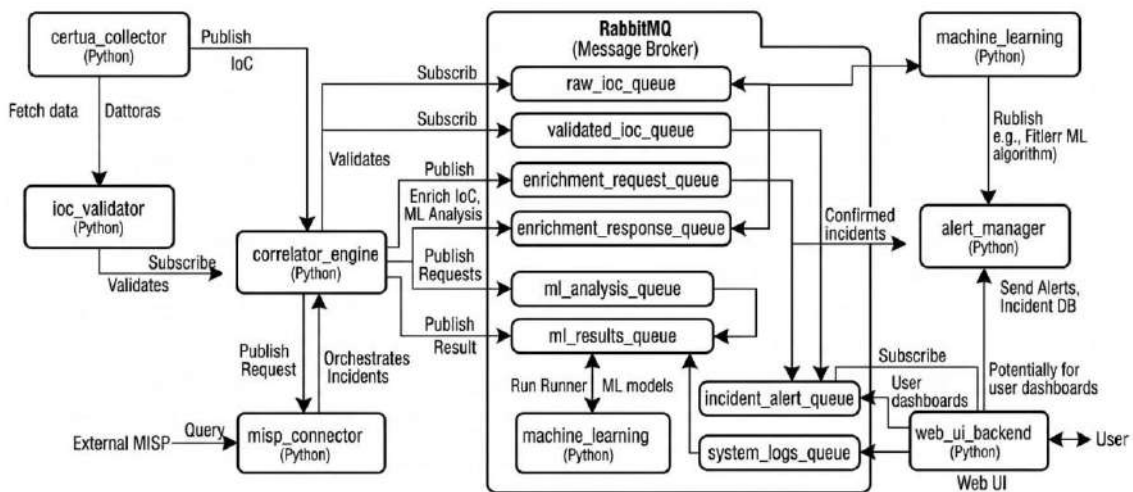 certua_collector
(Python)
Publish
IoC
Fetch data
Dattoras
ioc_validator
(Python)
Subscribe
Validates
Validates
correlator_engine
(Python)
Publish
Request
Orchestrates
Incidents
External MISP
Query
misp_connector
(Python)
RabbitMQ
(Message Broker)
Subscrib
raw_ioc_queue
Subscrib
validated_ioc_queue
Publish
enrichment_request_queue
Enrich IoC,
ML Analysis
enrichment_response_queue
Publish
Requests
ml_analysis_queue
Publish
Result
ml_results_queue
Run Runner
ML models
machine_learning
(Python)
Confirmed
incidents
incident_alert_queue
system_logs_queue
machine_learning
(Python)
Rublish
e.g., Fitlerr ML
algorithm)
alert_manager
(Python)
Send Alerts,
Incident DB
Subscribe
User
dashboards
Potentially for
user dashboards
web_ui_backend
(Python)
Web UI
User